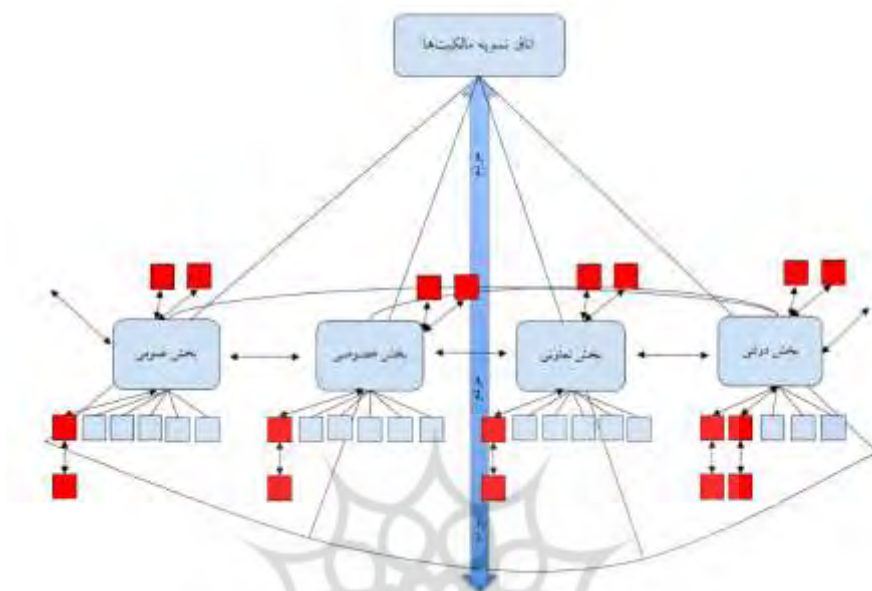 اتاق تسویه مالکیت‌ها
بخش دولتی
بخش تعاونی
بخش خصوصی
بخش عمومی